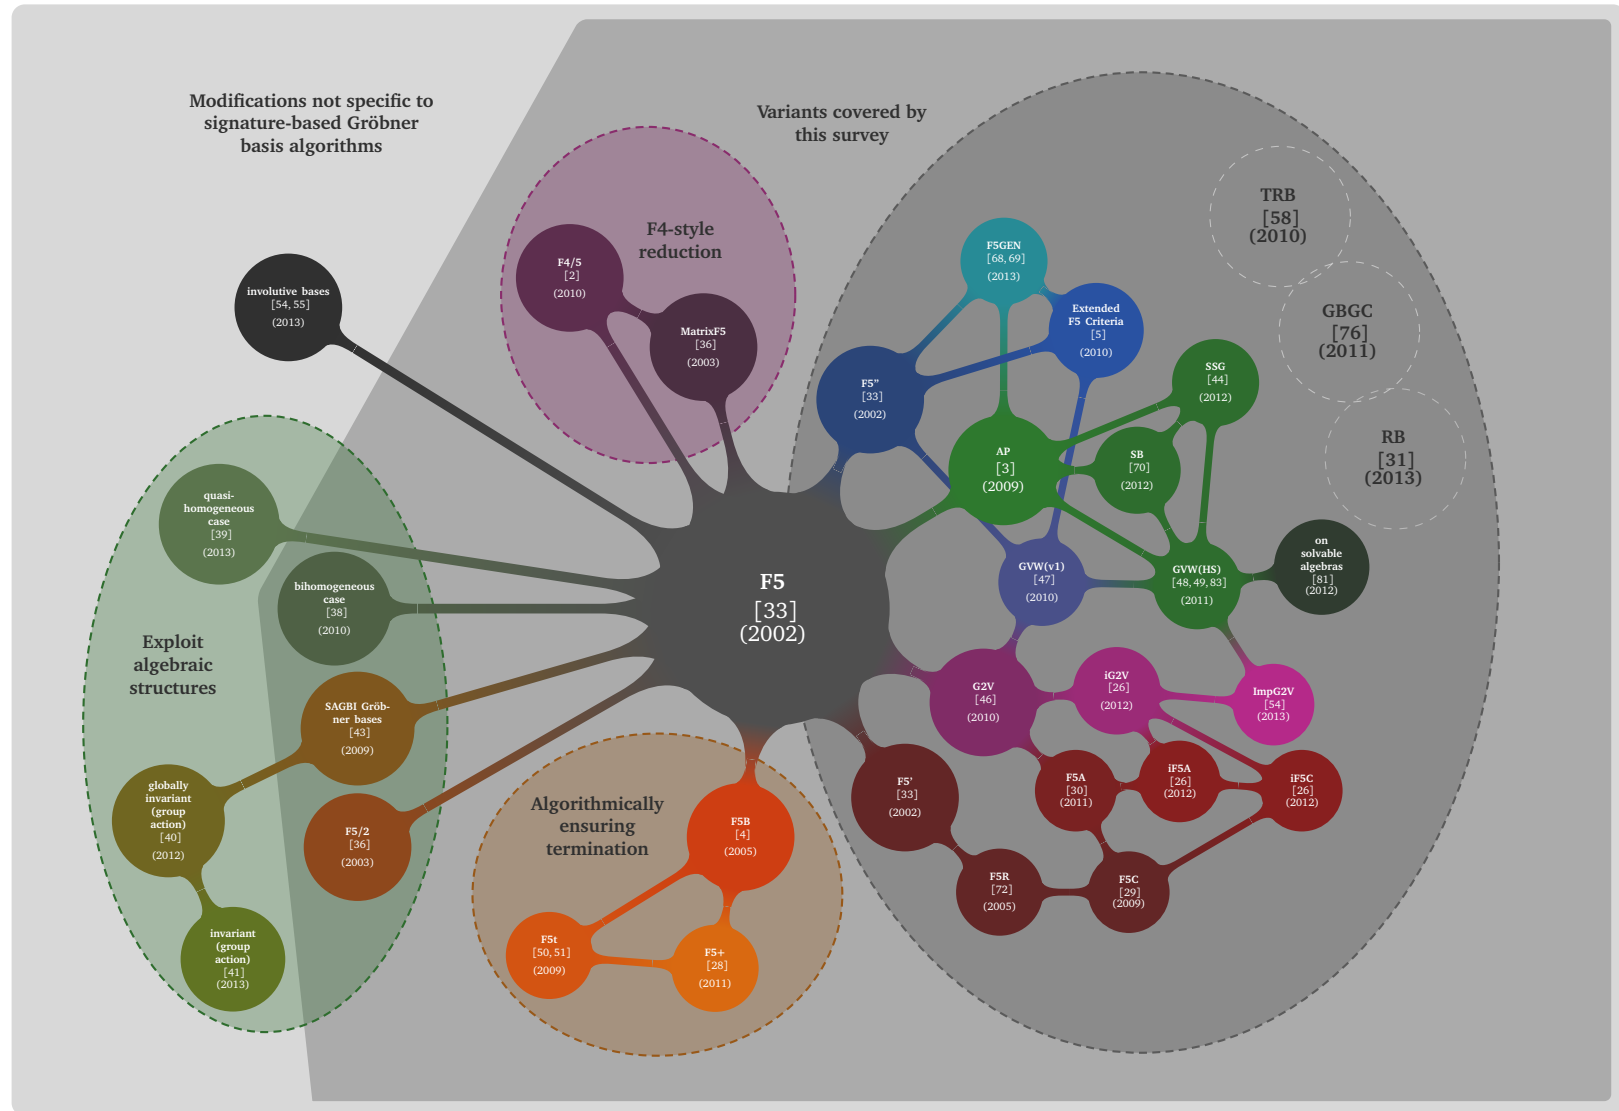 Modifications not specific to
signature-based Gröbner
basis algorithms
Variants covered by
this survey
F4-style
reduction
F4/5
[2]
(2010)
MatrixF5
[36]
(2003)
involutive bases
[54, 55]
(2013)
quasi-
homogeneous
case
[39]
(2013)
bihomogeneous
case
[38]
(2010)
Exploit
algebraic
structures
SAGBI Gröb-
ner bases
[43]
(2009)
globally
invariant
(group
action)
[40]
(2012)
F5/2
[36]
(2003)
invariant
(group
action)
[41]
(2013)
F5
[33]
(2002)
Algorithmically
ensuring
termination
F5B
[4]
(2005)
F5t
[50, 51]
(2009)
F5+
[28]
(2011)
TRB
[58]
(2010)
GBGC
[76]
(2011)
RB
[31]
(2013)
F5GEN
[68, 69]
(2013)
Extended
F5 Criteria
[5]
(2010)
F5”
[33]
(2002)
SSG
[44]
(2012)
AP
[3]
(2009)
SB
[70]
(2012)
GVW(v1)
[47]
(2010)
GVW(HS)
[48, 49, 83]
(2011)
on
solvable
algebras
[81]
(2012)
G2V
[46]
(2010)
iG2V
[26]
(2012)
ImpG2V
[54]
(2013)
F5’
[33]
(2002)
F5A
[30]
(2011)
iF5A
[26]
(2012)
iF5C
[26]
(2012)
F5R
[72]
(2005)
F5C
[29]
(2009)